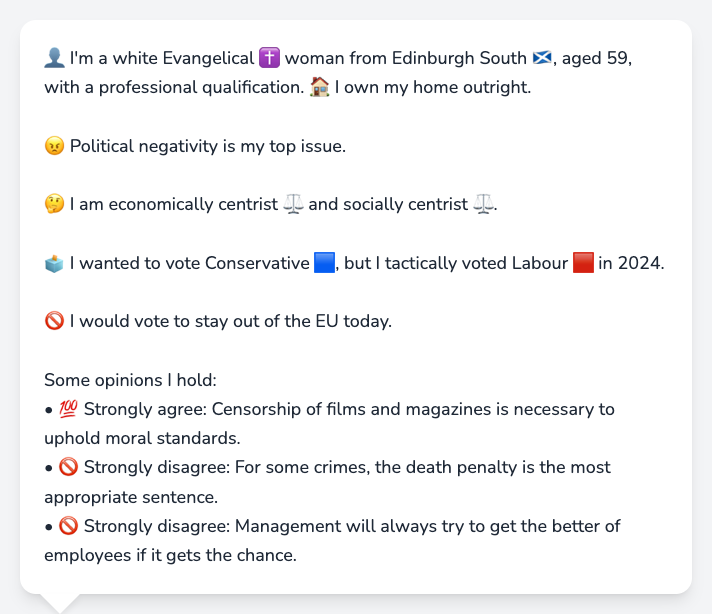 👤 I'm a white Evangelical ✝️ woman from Edinburgh South 🏴󠁧󠁢󠁳󠁣󠁴󠁿, aged 59,
with a professional qualification. 🏠 I own my home outright.
😠 Political negativity is my top issue.
🤔 I am economically centrist ⚖️ and socially centrist ⚖️.
🗳️ I wanted to vote Conservative 🟦, but I tactically voted Labour 🟥 in 2024.
🚫 I would vote to stay out of the EU today.
Some opinions I hold:
• 💯 Strongly agree: Censorship of films and magazines is necessary to
uphold moral standards.
• 🚫 Strongly disagree: For some crimes, the death penalty is the most
appropriate sentence.
• 🚫 Strongly disagree: Management will always try to get the better of
employees if it gets the chance.